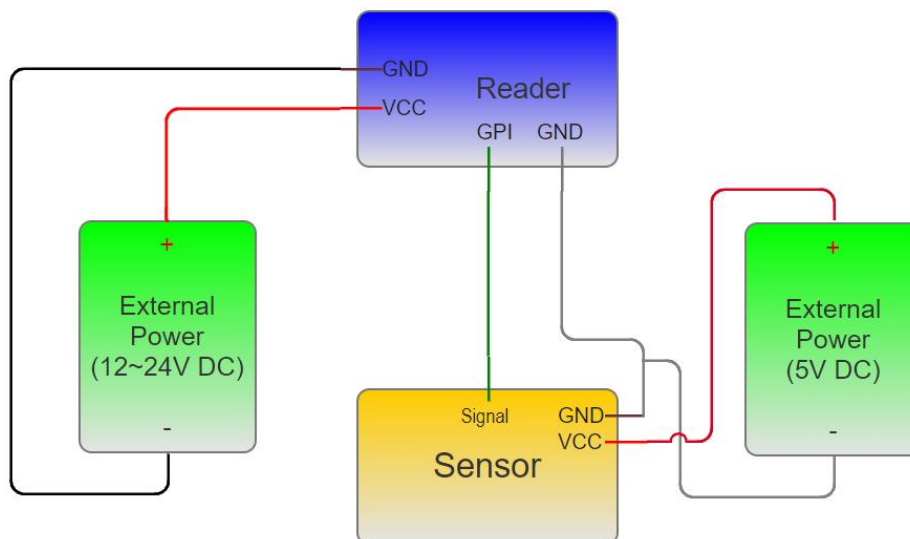 GND
Reader
VCC
GPI GND
+
External
Power
(12~24V DC)
-
+
External
Power
(5V DC)
-
Signal
GND
VCC
Sensor